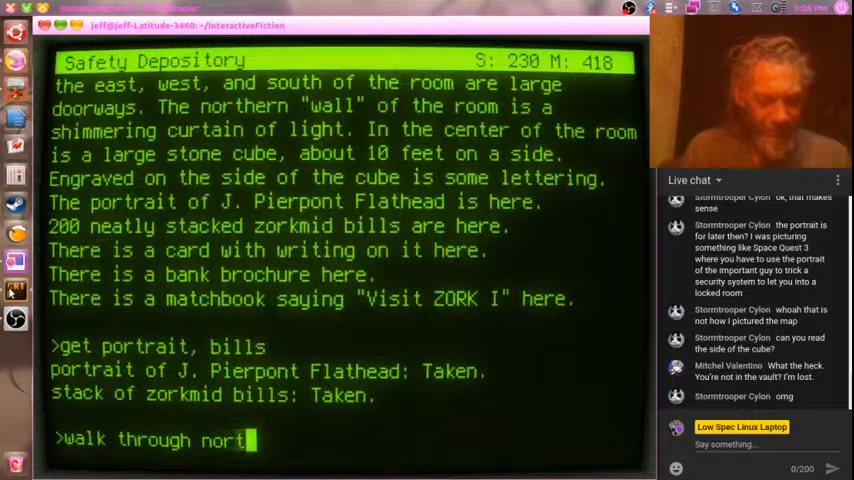 3:08 PM
jeff@jeff-Latitude-3460: ~/InteractiveFiction
Safety Depository S: 230 M: 418
the east, west, and south of the room are large
doorways. The northern "wall" of the room is a
shimmering curtain of light. In the center of the room
is a large stone cube, about 10 feet on a side.
Engraved on the side of the cube is some lettering.
The portrait of J. Pierpont Flathead is here.
200 neatly stacked zorkmid bills are here.
There is a card with writing on it here.
There is a bank brochure here.
There is a matchbook saying "Visit ZORK I" here.
>get portrait, bills
portrait of J. Pierpont Flathead: Taken.
stack of zorkmid bills: Taken.
>walk through nort
CRT
Live chat
Stormtrooper Cylon ok, that makes
sense
Stormtrooper Cylon the portrait is
for later then? I was picturing
something like Space Quest 3
where you have to use the portrait
of the important guy to trick a
security system to let you into a
locked room
Stormtrooper Cylon whoah that is
not how I pictured the map
Stormtrooper Cylon can you read
the side of the cube?
Mitchel Valentino What the heck.
You're not in the vault? I'm lost.
Stormtrooper Cylon omg
Low Spec Linux Laptop
Say something...
0/200